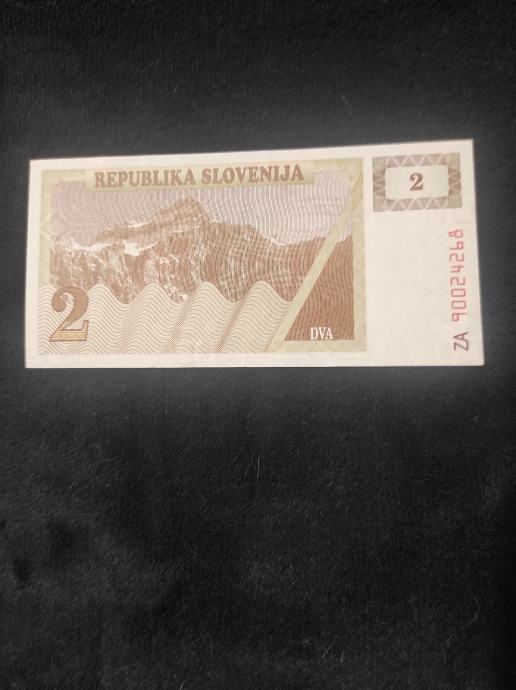 REPUBLIKA SLOVENIJA
2
2
DVA
ZA 90024268